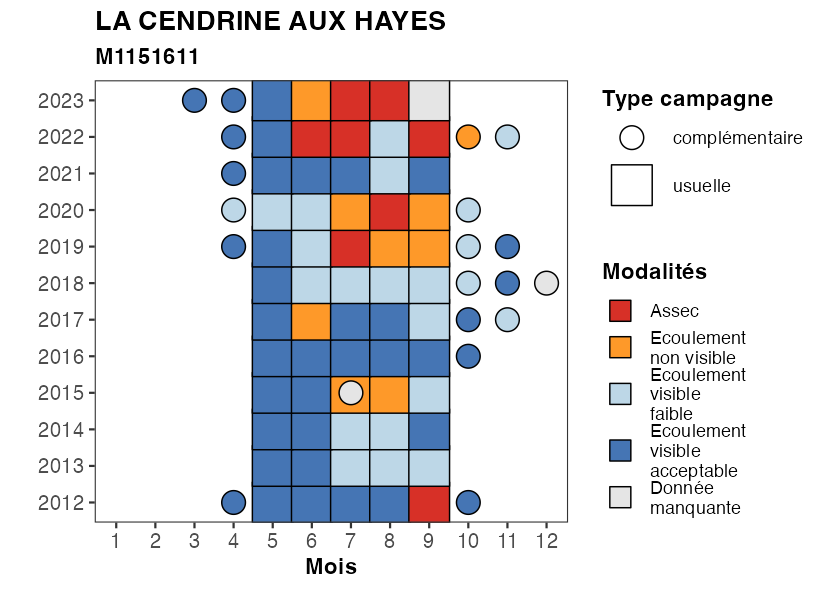 LA CENDRINE AUX HAYES
M1151611
2023
2022
2021
2020
2019
2018
2017
2016
2015
2014
2013
2012
1 2 3 4 5 6 7 8 9 10 11 12
Mois
Type campagne
complémentaire
usuelle
Modalités
Assec
Ecoulement
non visible
Ecoulement
visible
faible
Ecoulement
visible
acceptable
Donnée
manquante